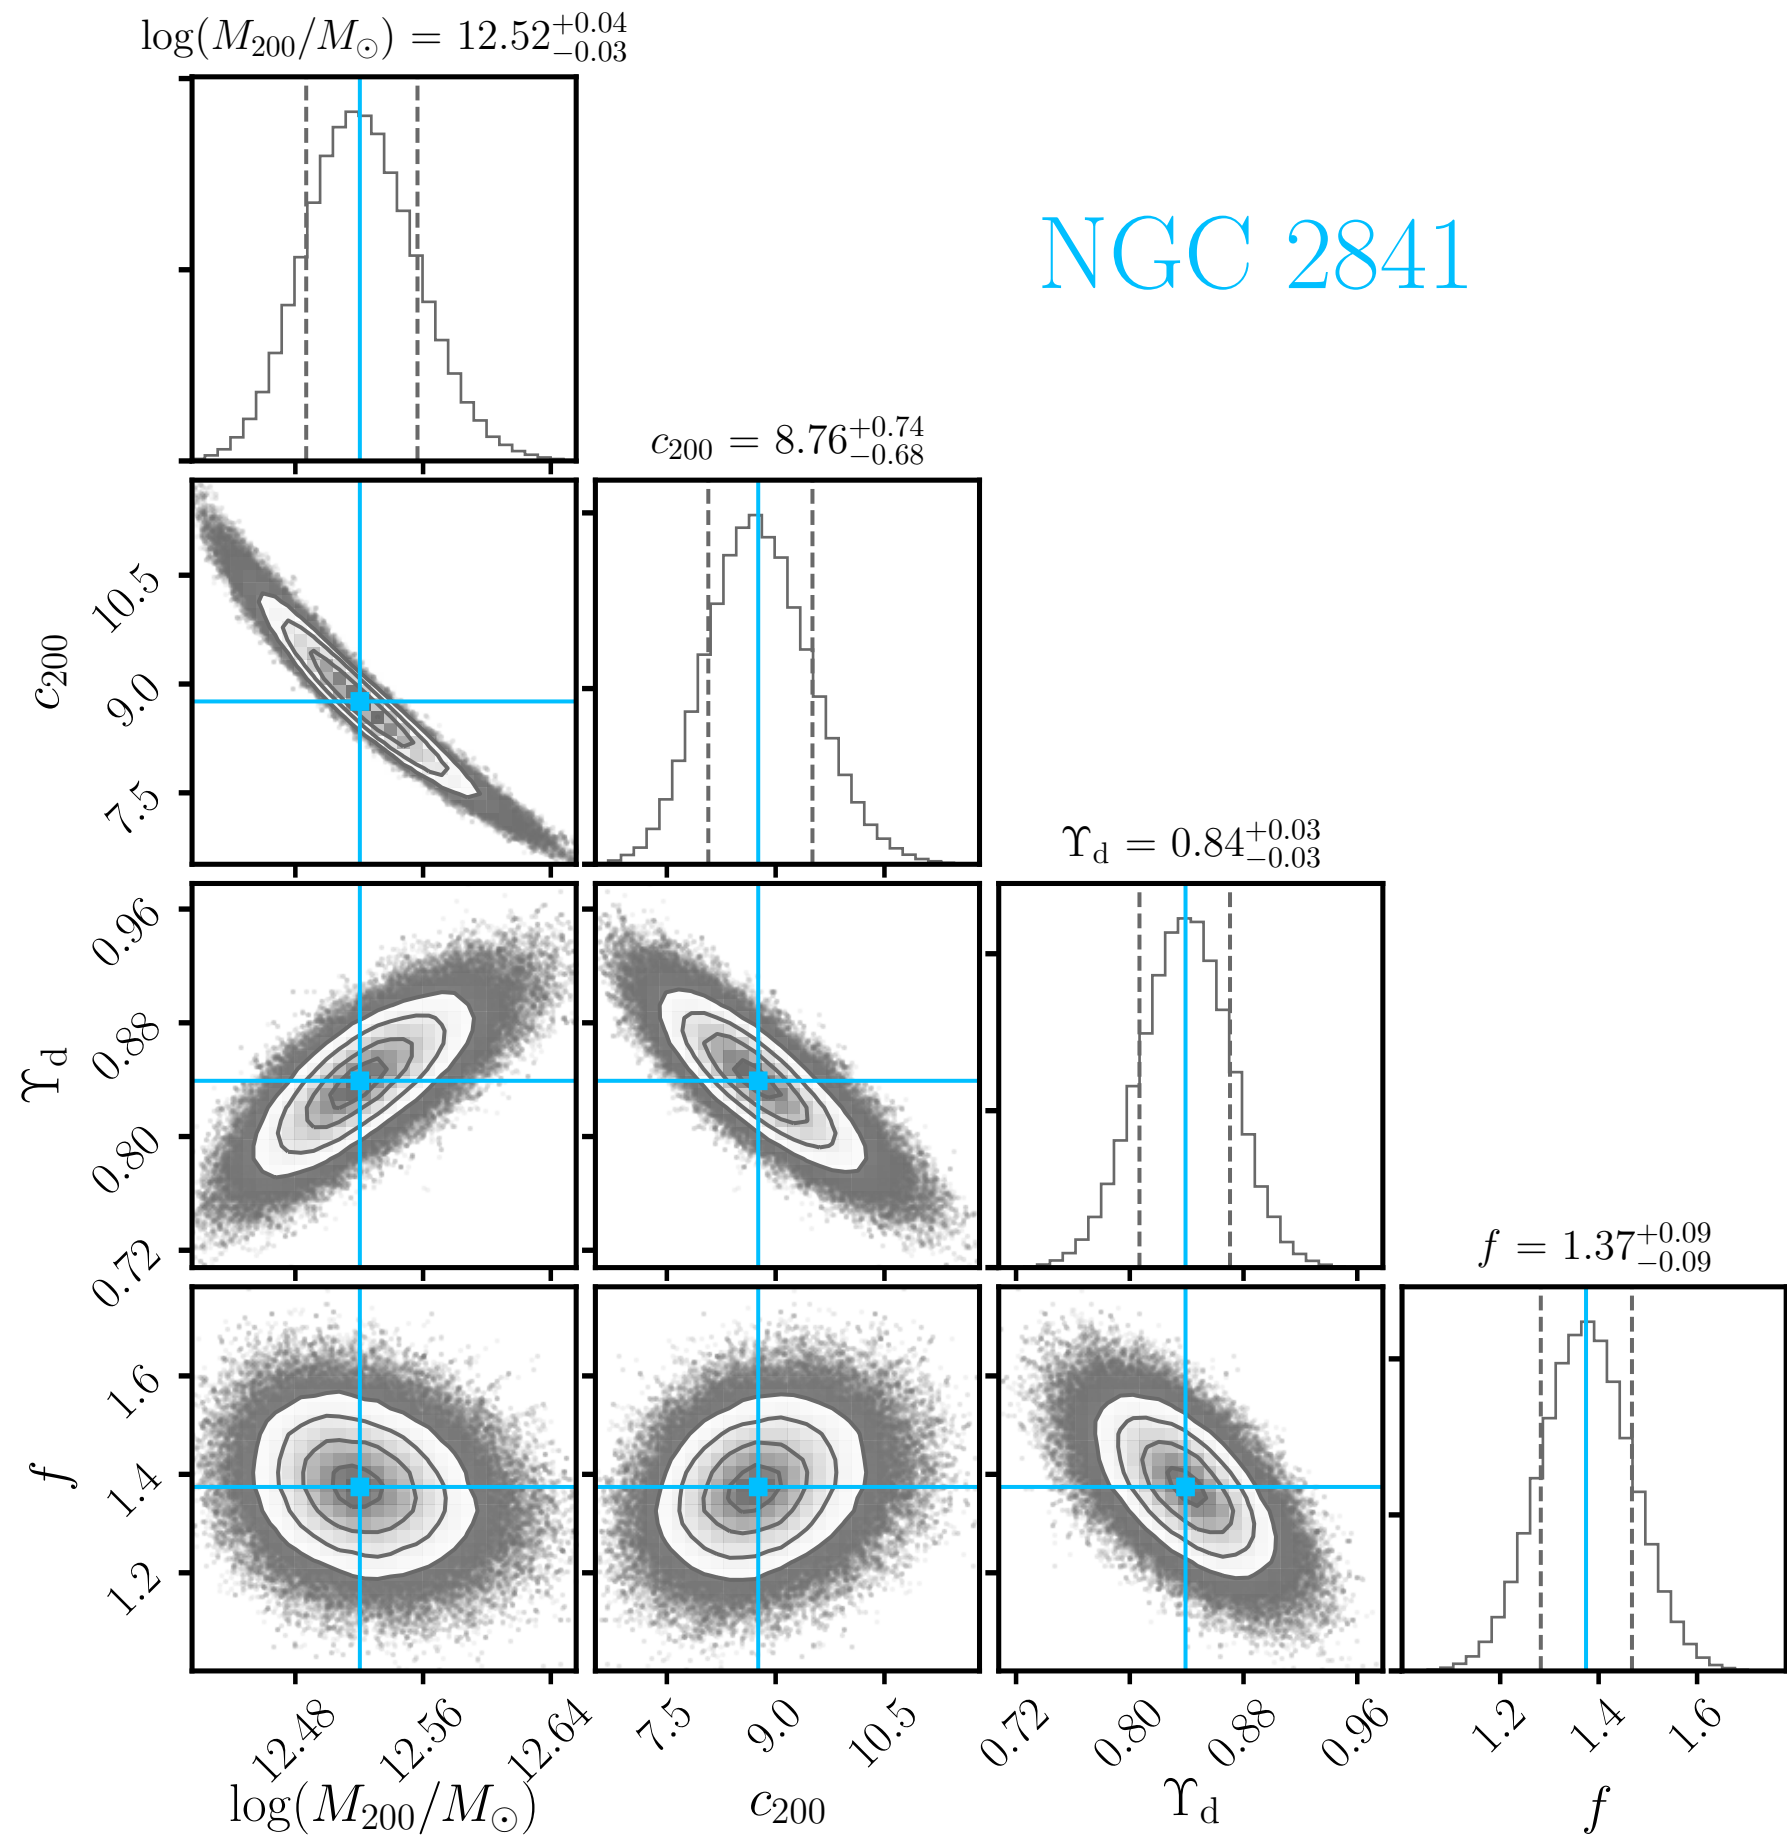 log(M₂₀₀/M☉) = 12.52 +0.04 −0.03
NGC 2841
c₂₀₀ = 8.76 +0.74 −0.68
10.5
9.0
7.5
c₂₀₀
ϒd = 0.84 +0.03 −0.03
0.96
0.88
0.80
0.72
ϒd
f = 1.37 +0.09 −0.09
1.6
1.4
1.2
f
12.48 12.56 12.64 7.5 9.0 10.5 0.72 0.80 0.88 0.96 1.2 1.4 1.6
log(M₂₀₀/M☉) c₂₀₀ ϒd f